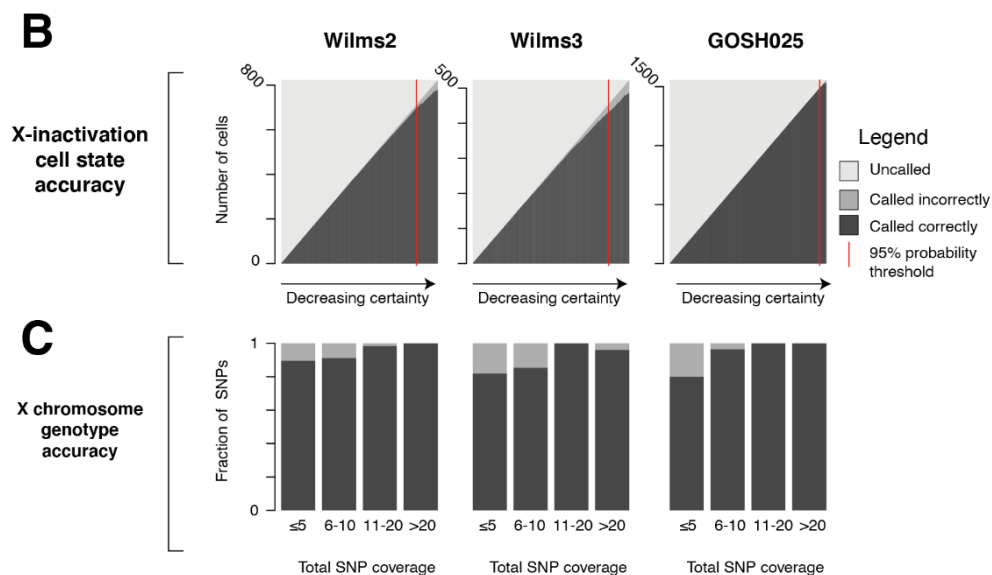 B
Wilms2
Wilms3
GOSH025
X-inactivation
cell state
accuracy
Number of cells
800
0
500
1500
Decreasing certainty
Decreasing certainty
Decreasing certainty
Legend
Uncalled
Called incorrectly
Called correctly
95% probability
threshold
C
X chromosome
genotype
accuracy
Fraction of SNPs
1
0
≤5 6-10 11-20 >20
≤5 6-10 11-20 >20
≤5 6-10 11-20 >20
Total SNP coverage
Total SNP coverage
Total SNP coverage